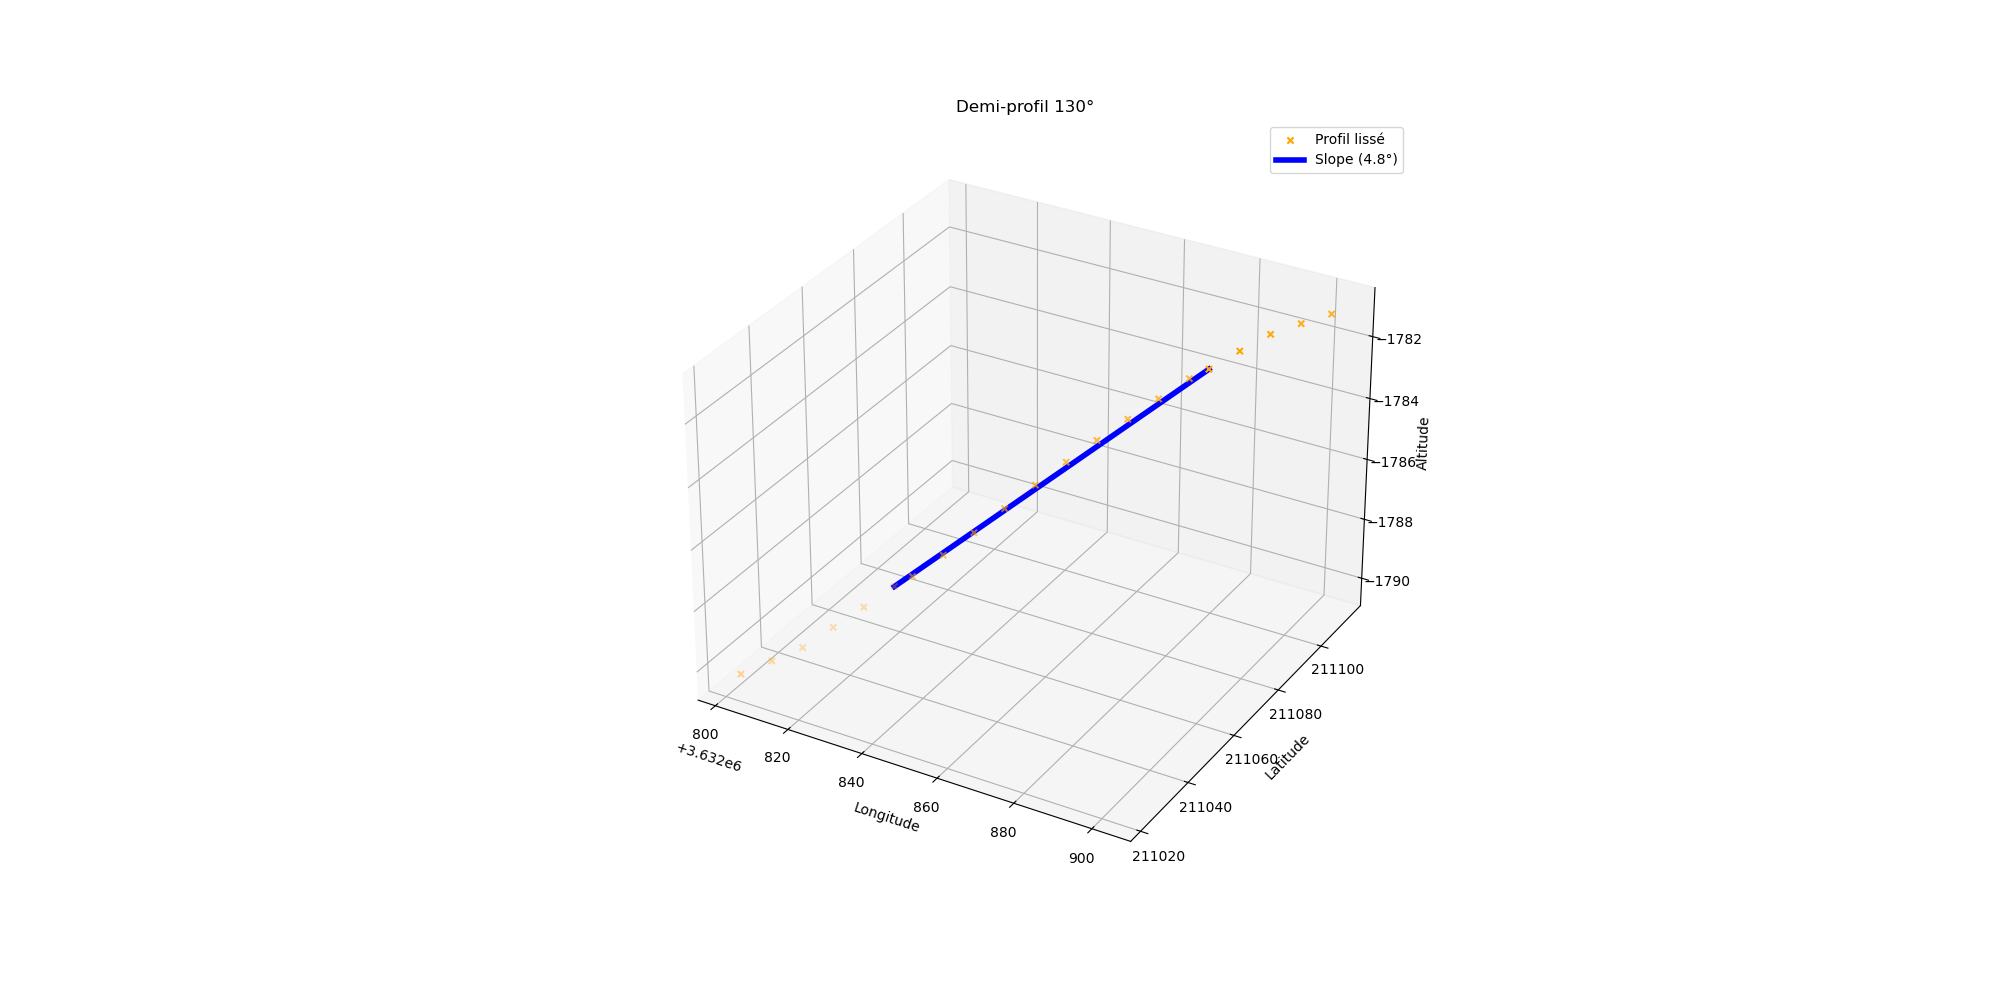 Demi-profil 130°
Profil lissé
Slope (4.8°)
−1782
−1784
−1786
−1788
−1790
Altitude
211100
211080
211060
211040
211020
Latitude
800
820
840
860
880
900
+3.632e6
Longitude